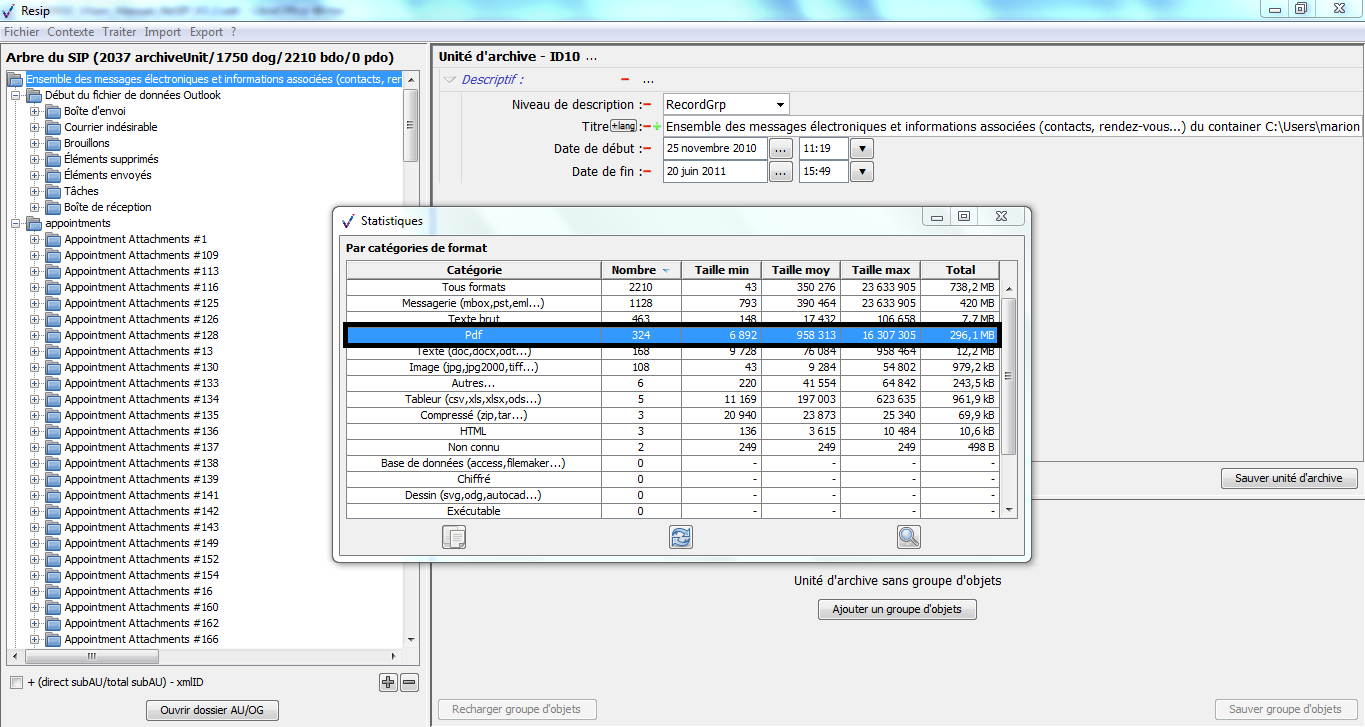 Resip
Fichier Contexte Traiter Import Export ?
Arbre du SIP (2037 archiveUnit/1750 dog/2210 bdo/0 pdo)
Ensemble des messages électroniques et informations associées (contacts, ren
Début du fichier de données Outlook
Boîte d'envoi
Courrier indésirable
Brouillons
Éléments supprimés
Éléments envoyés
Tâches
Boîte de réception
appointments
Appointment Attachments #1
Appointment Attachments #109
Appointment Attachments #113
Appointment Attachments #116
Appointment Attachments #125
Appointment Attachments #126
Appointment Attachments #128
Appointment Attachments #13
Appointment Attachments #130
Appointment Attachments #133
Appointment Attachments #134
Appointment Attachments #135
Appointment Attachments #136
Appointment Attachments #137
Appointment Attachments #138
Appointment Attachments #139
Appointment Attachments #141
Appointment Attachments #142
Appointment Attachments #143
Appointment Attachments #149
Appointment Attachments #152
Appointment Attachments #154
Appointment Attachments #16
Appointment Attachments #160
Appointment Attachments #162
Appointment Attachments #166
+ (direct subAU/total subAU) - xmlID
Ouvrir dossier AU/OG
Unité d'archive - ID10 ...
Descriptif : ...
Niveau de description : RecordGrp
Titre +lang : Ensemble des messages électroniques et informations associées (contacts, rendez-vous...) du container C:\Users\marion
Date de début : 25 novembre 2010 ... 11:19
Date de fin : 20 juin 2011 ... 15:49
Statistiques
Par catégories de format
Catégorie Nombre Taille min Taille moy Taille max Total
Tous formats 2210 43 350 276 23 633 905 738,2 MB
Messagerie (mbox,pst,eml...) 1128 793 390 464 23 633 905 420 MB
Texte brut 463 148 17 432 106 658 7,7 MB
Pdf 324 6 892 958 313 16 307 305 296,1 MB
Texte (doc,docx,odt...) 168 9 728 76 084 958 464 12,2 MB
Image (jpg,jpg2000,tiff...) 108 43 9 284 54 802 979,2 kB
Autres... 6 220 41 554 64 842 243,5 kB
Tableur (csv,xls,xlsx,ods...) 5 11 169 197 003 623 635 961,9 kB
Compressé (zip,tar...) 3 20 940 23 873 25 340 69,9 kB
HTML 3 136 3 615 10 484 10,6 kB
Non connu 2 249 249 249 498 B
Base de données (access,filemaker...) 0 - - - -
Chiffré 0 - - - -
Dessin (svg,odg,autocad...) 0 - - - -
Exécutable 0 - - - -
Sauver unité d'archive
Unité d'archive sans groupe d'objets
Ajouter un groupe d'objets
Recharger groupe d'objets
Sauver groupe d'objets